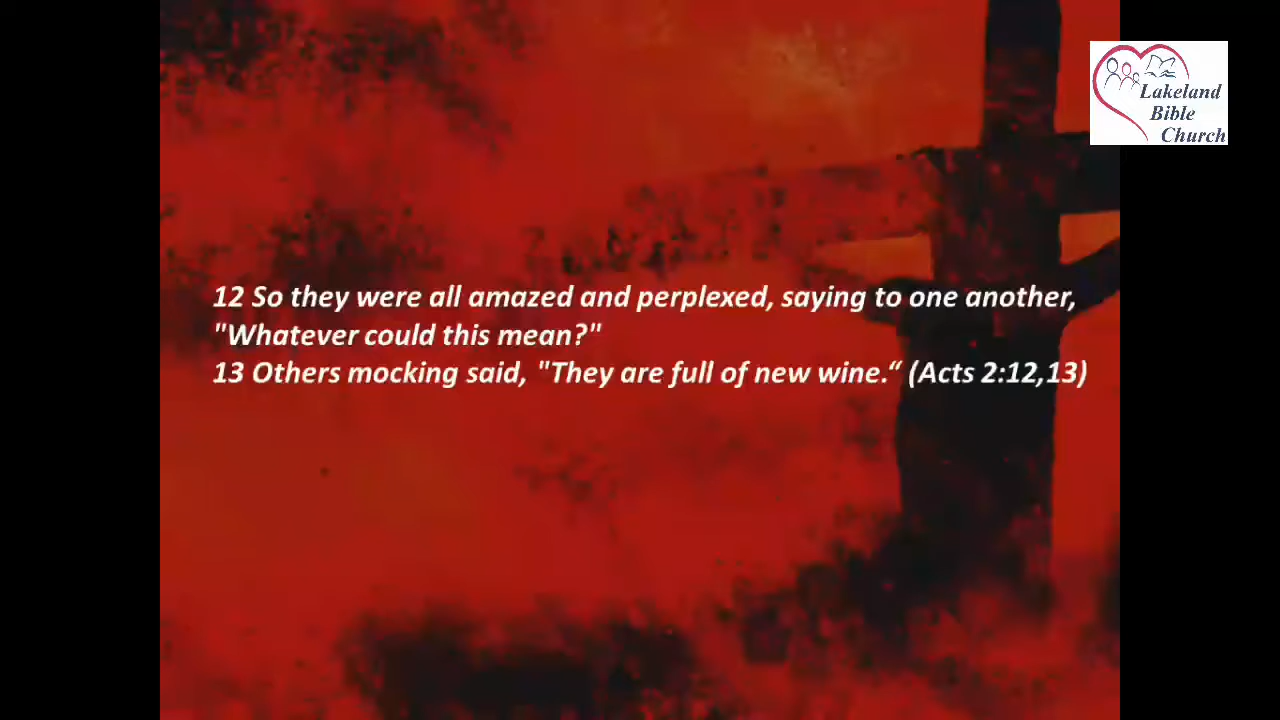 Lakeland
Bible
Church
12 So they were all amazed and perplexed, saying to one another,
"Whatever could this mean?"
13 Others mocking said, "They are full of new wine.“ (Acts 2:12,13)